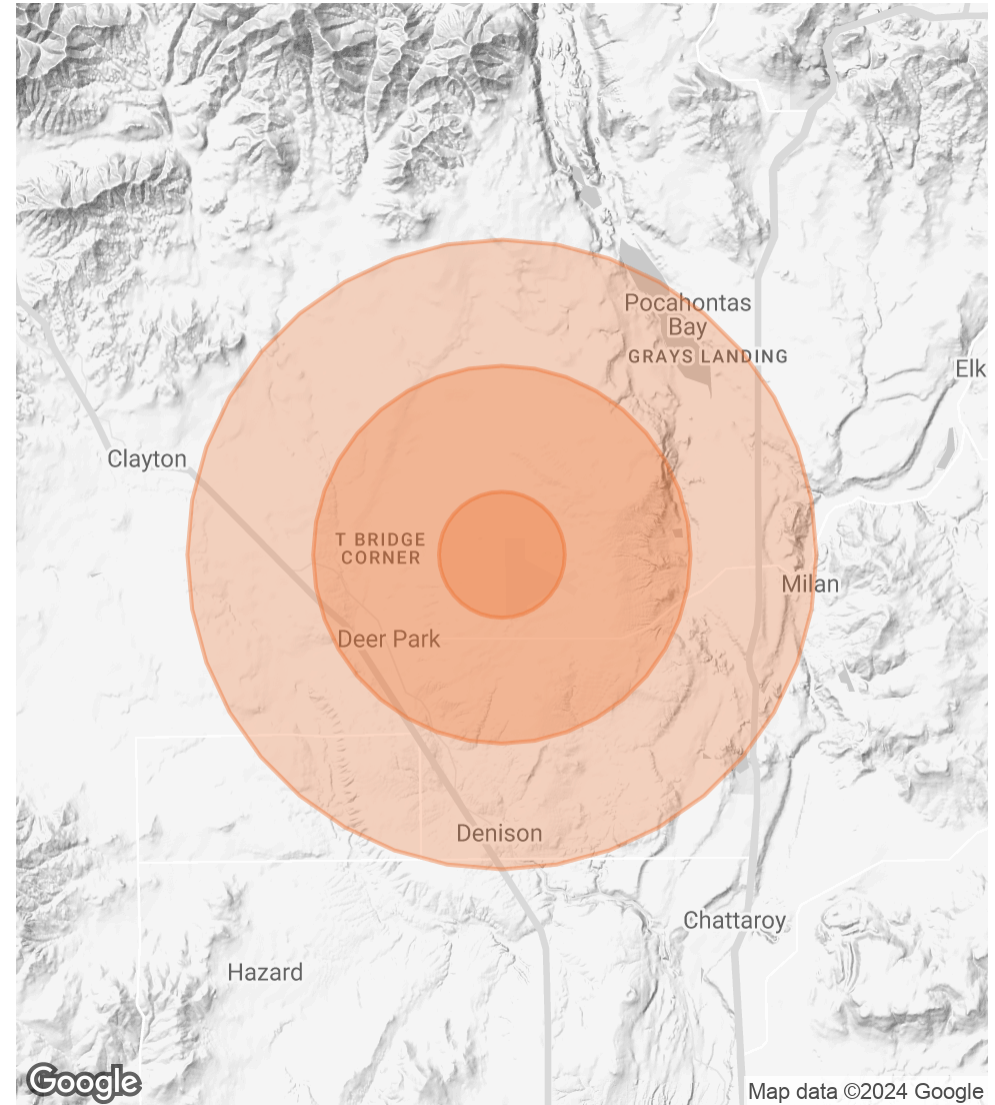 Pocahontas
Bay
GRAYS LANDING
Elk
Clayton
T BRIDGE
CORNER
Milan
Deer Park
Denison
Chattaroy
Hazard
Google
Map data ©2024 Google